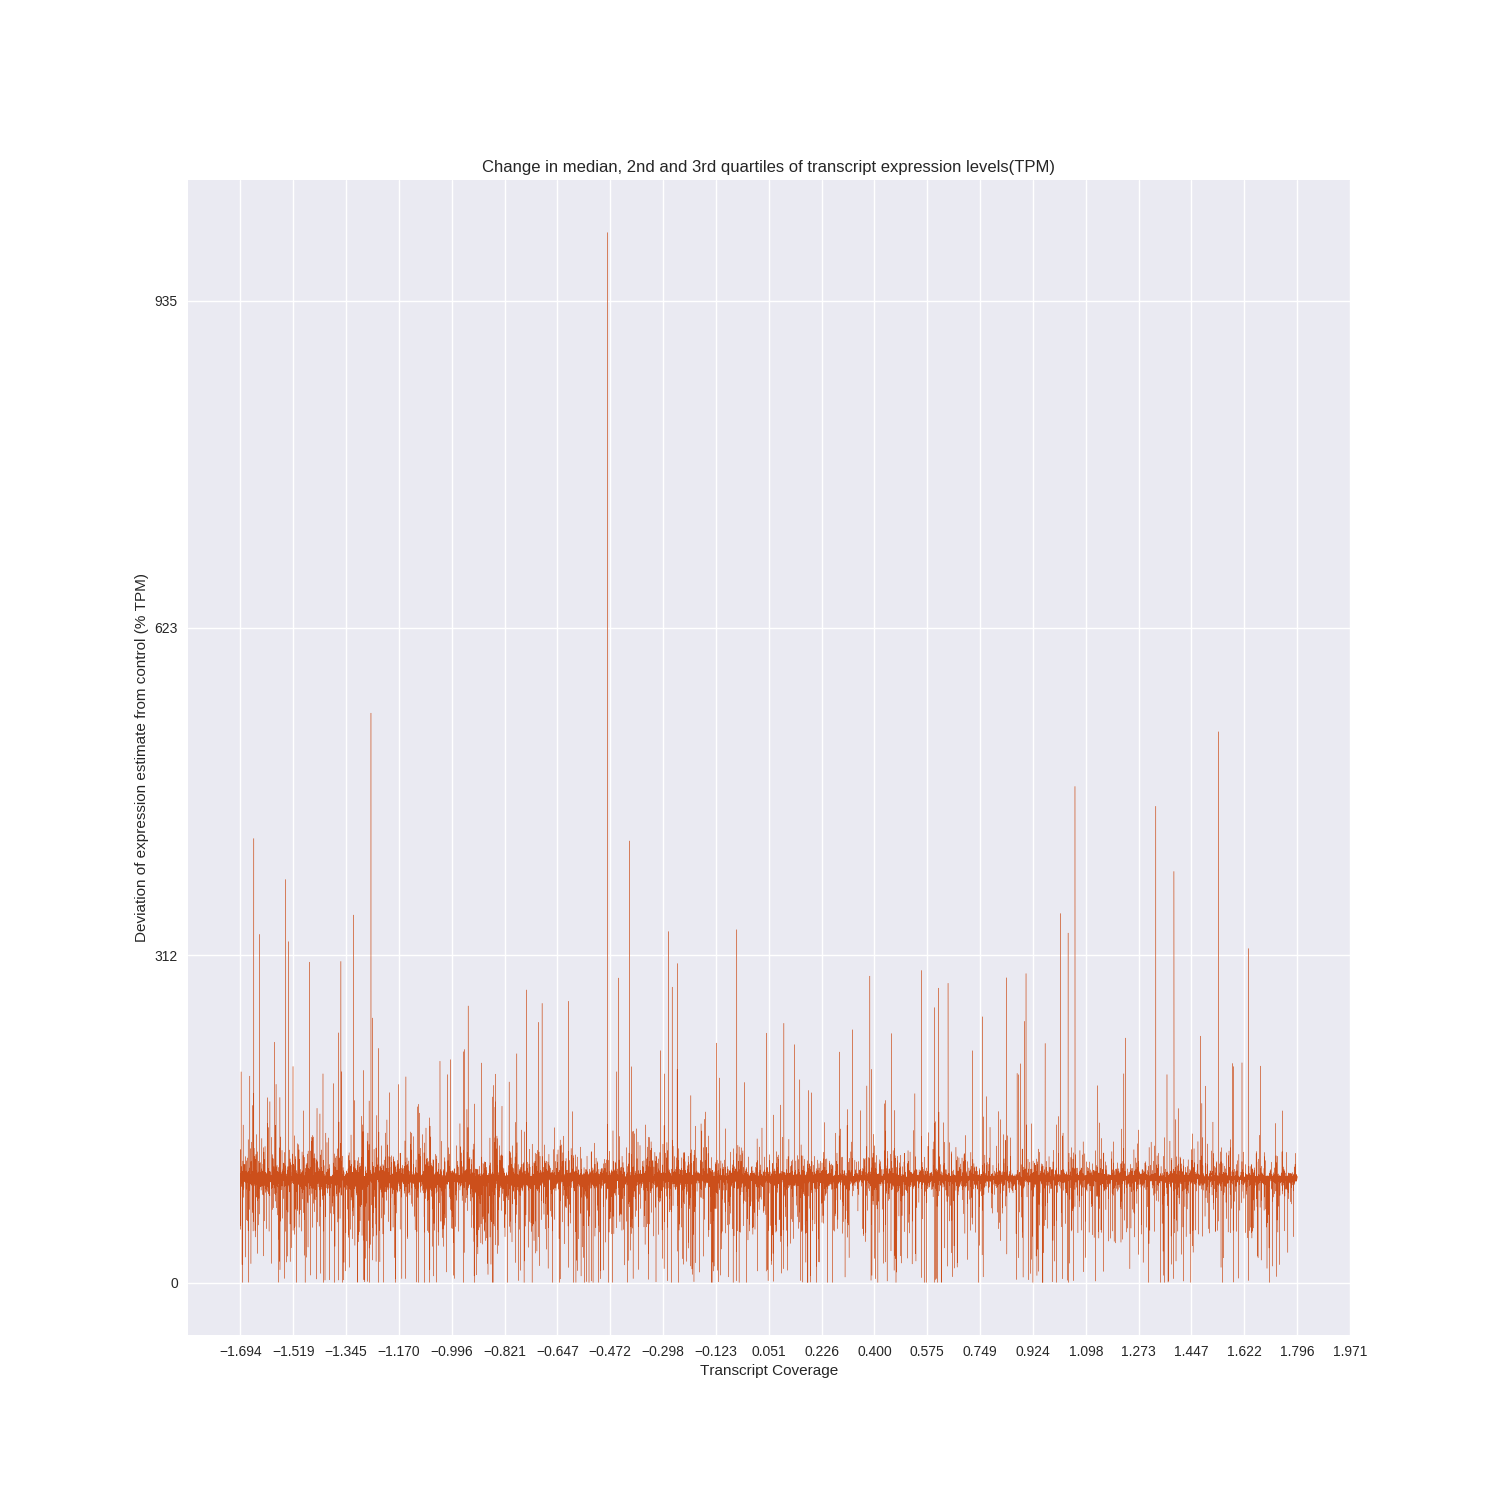 Change in median, 2nd and 3rd quartiles of transcript expression levels(TPM)
Deviation of expression estimate from control (% TPM)
935
623
312
0
−1.694 −1.519 −1.345 −1.170 −0.996 −0.821 −0.647 −0.472 −0.298 −0.123 0.051 0.226 0.400 0.575 0.749 0.924 1.098 1.273 1.447 1.622 1.796 1.971
Transcript Coverage